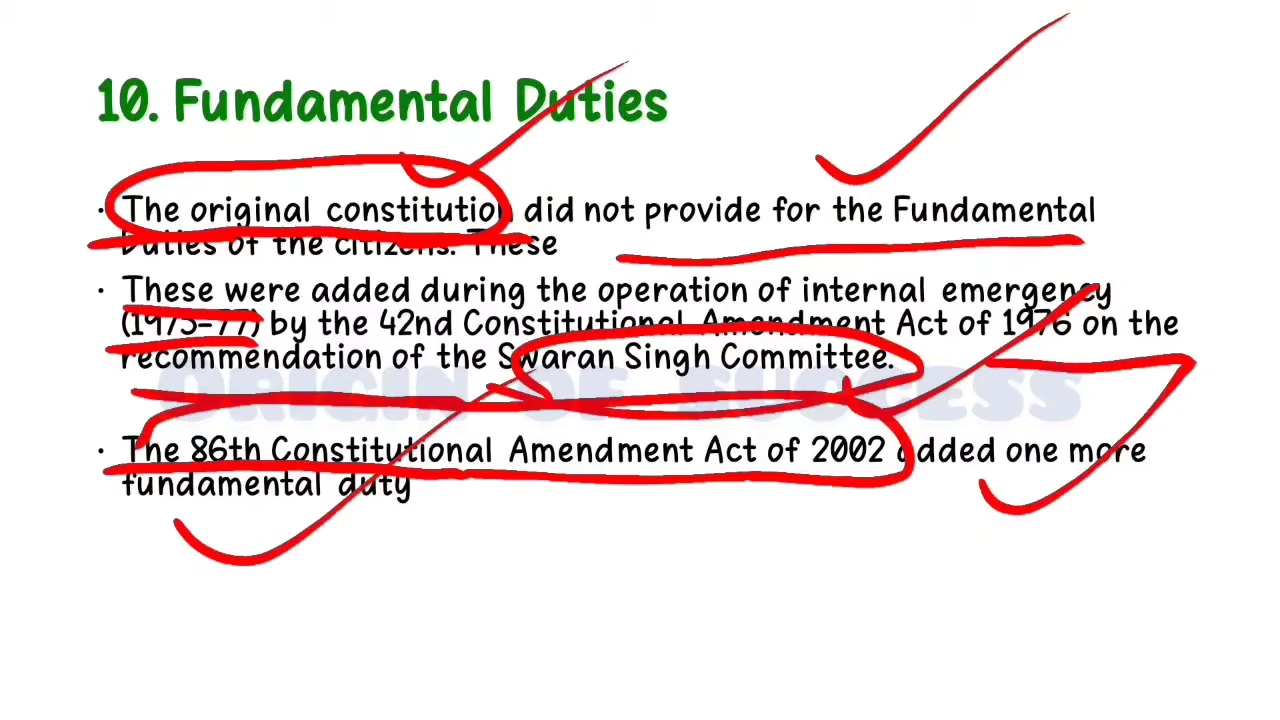 10. Fundamental Duties
• The original constitution did not provide for the Fundamental
Duties of the citizens. These
• These were added during the operation of internal emergency
(1975-77) by the 42nd Constitutional Amendment Act of 1976 on the
recommendation of the Swaran Singh Committee.
ORIGIN OF SUCCESS
• The 86th Constitutional Amendment Act of 2002 added one more
fundamental duty